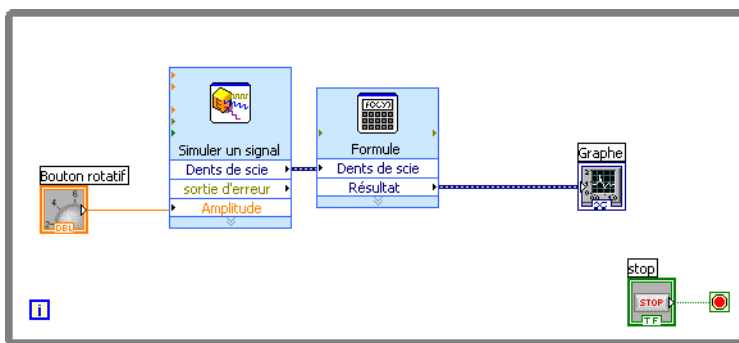 Simuler un signal
Dents de scie
sortie d'erreur
Amplitude
Formule
Dents de scie
Résultat
Graphe
Bouton rotatif
DBL
stop
STOP
TF
i